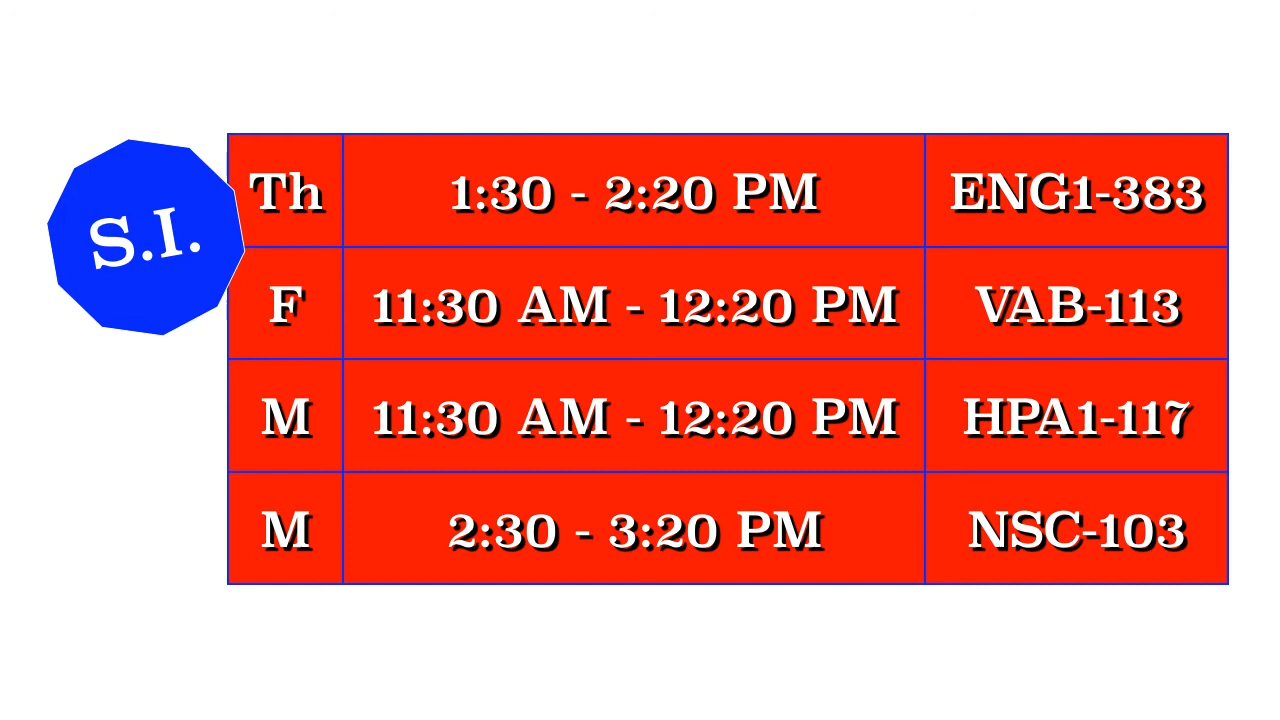 S.I.
Th 1:30 - 2:20 PM ENG1-383
F 11:30 AM - 12:20 PM VAB-113
M 11:30 AM - 12:20 PM HPA1-117
M 2:30 - 3:20 PM NSC-103